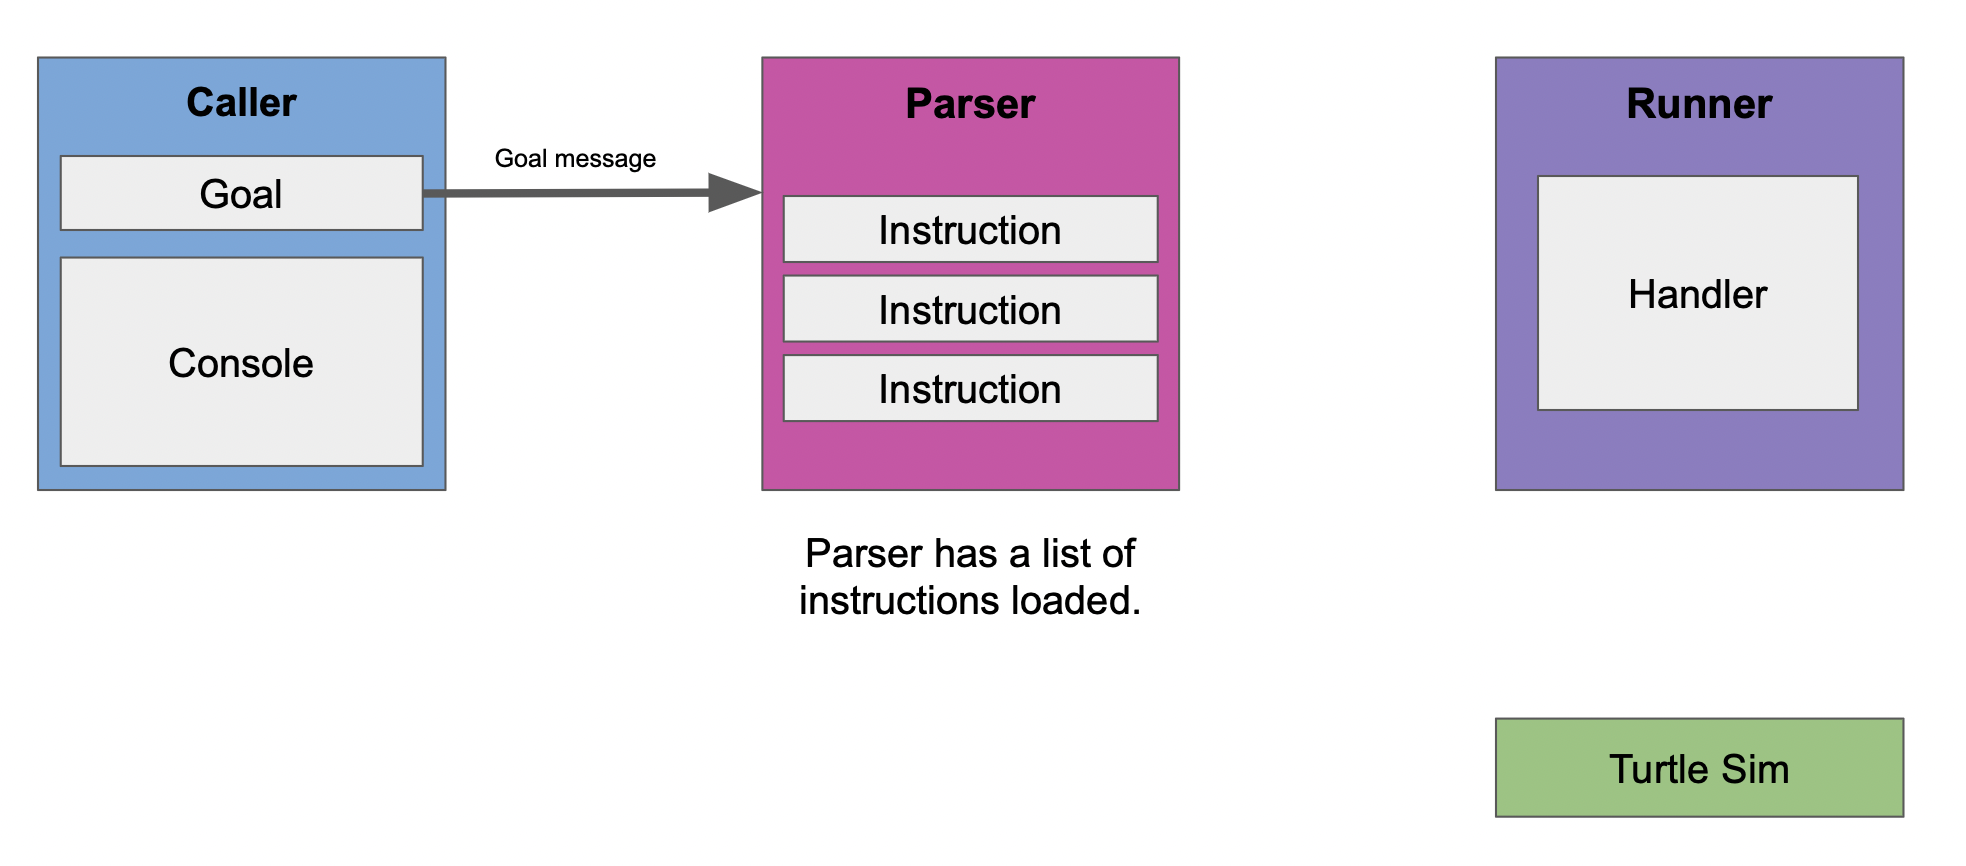 Caller
Goal
Console
Goal message
Parser
Instruction
Instruction
Instruction
Parser has a list of
instructions loaded.
Runner
Handler
Turtle Sim